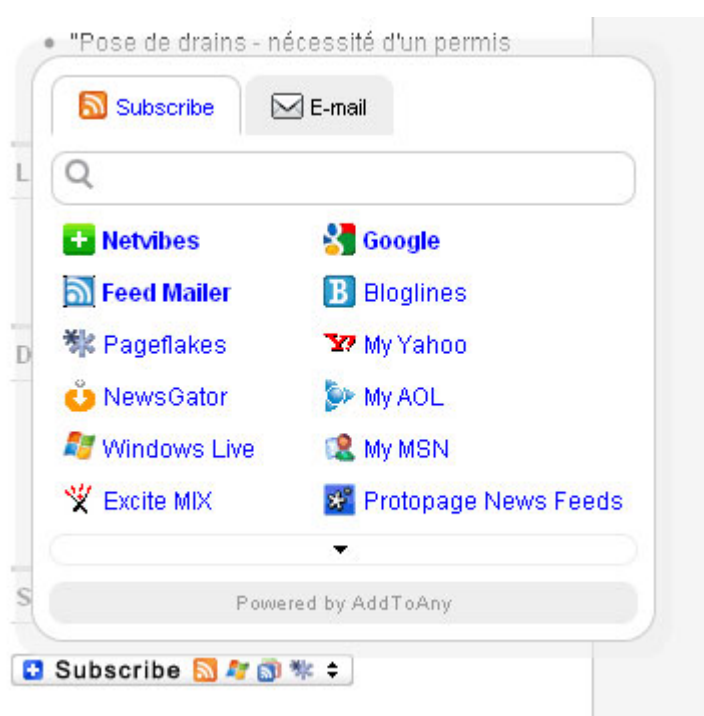 "Pose de drains - nécessité d'un permis
Subscribe E-mail
L
Netvibes Google
Feed Mailer Bloglines
Pageflakes My Yahoo
D
NewsGator My AOL
Windows Live My MSN
Excite MIX Protopage News Feeds
S
Powered by AddToAny
Subscribe